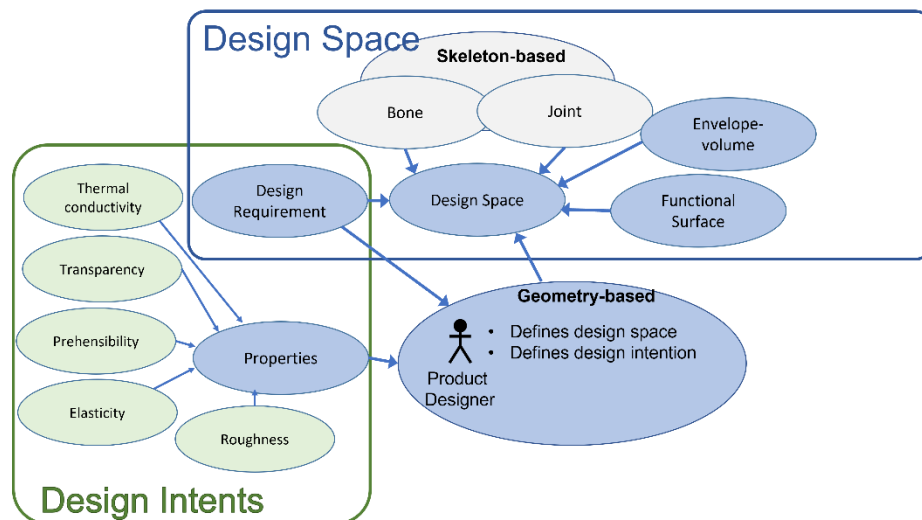 Design Space
Skeleton-based
Bone
Joint
Envelope-
volume
Thermal
conductivity
Design
Requirement
Design Space
Functional
Surface
Transparency
Geometry-based
Prehensibility
Properties
• Defines design space
• Defines design intention
Product
Designer
Elasticity
Roughness
Design Intents